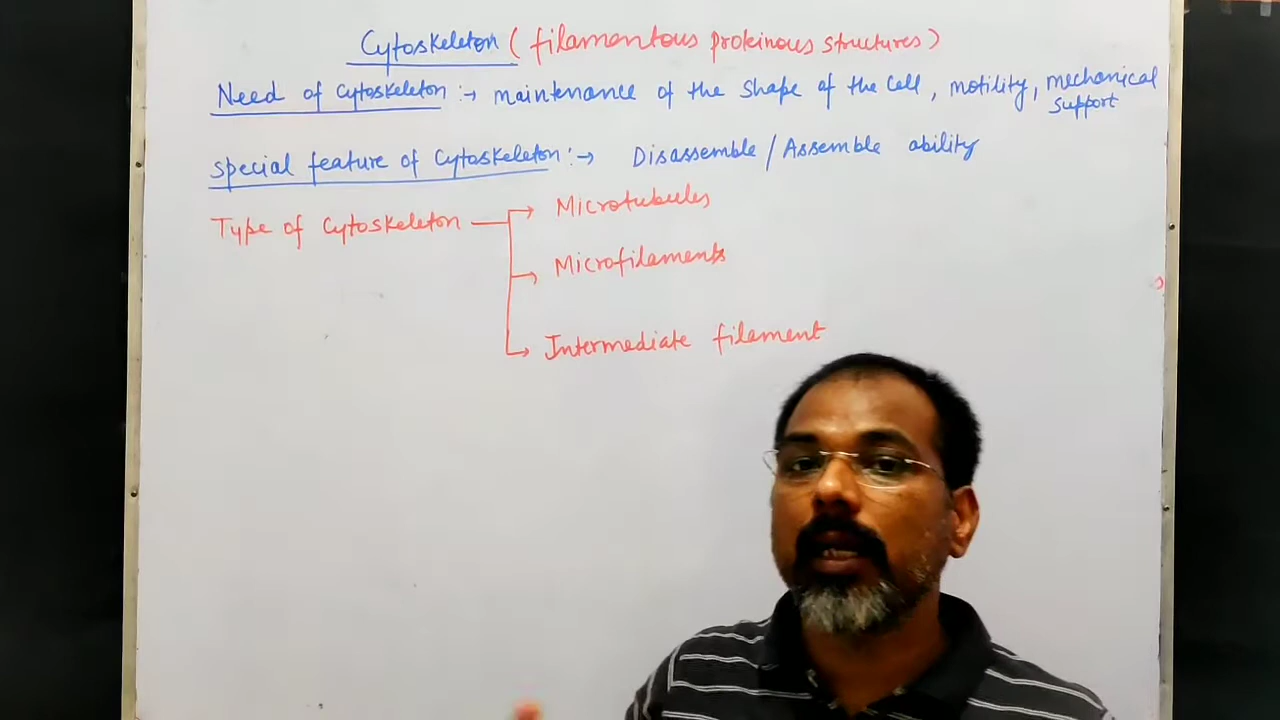 Cytoskeleton (filamentous proteinous structures)
Need of cytoskeleton :→ maintenance of the shape of the cell, motility, mechanical
support
special feature of cytoskeleton :→ Disassemble / Assemble ability
Type of cytoskeleton → Microtubules
→ Microfilaments
→ Intermediate filament